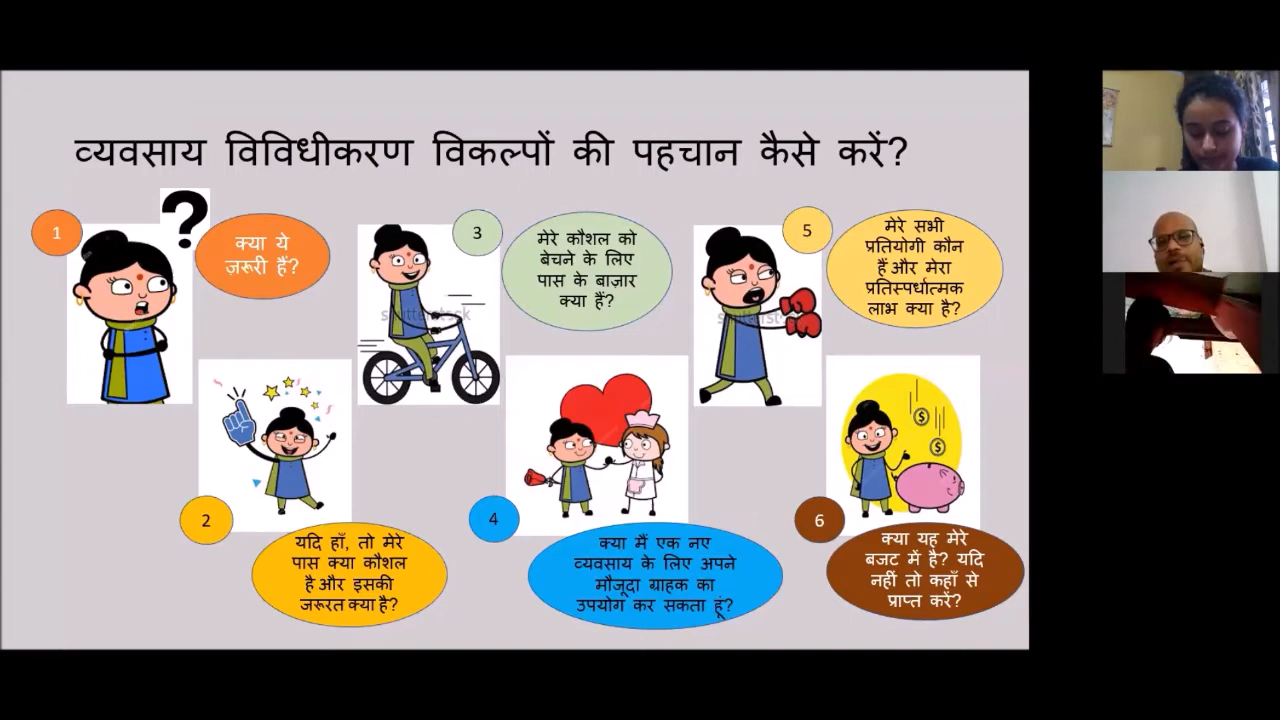 व्यवसाय विविधीकरण विकल्पों की पहचान कैसे करें?
1
?
क्या ये
ज़रूरी हैं?
2
यदि हाँ, तो मेरे
पास क्या कौशल
है और इसकी
जरूरत क्या है?
3
मेरे कौशल को
बेचने के लिए
पास के बाज़ार
क्या हैं?
shutterstock
4
क्या मैं एक नए
व्यवसाय के लिए अपने
मौजूदा ग्राहक का
उपयोग कर सकता हूं?
5
मेरे सभी
प्रतियोगी कौन
हैं और मेरा
प्रतिस्पर्धात्मक
लाभ क्या है?
6
क्या यह मेरे
बजट में है? यदि
नहीं तो कहाँ से
प्राप्त करें?
$
$